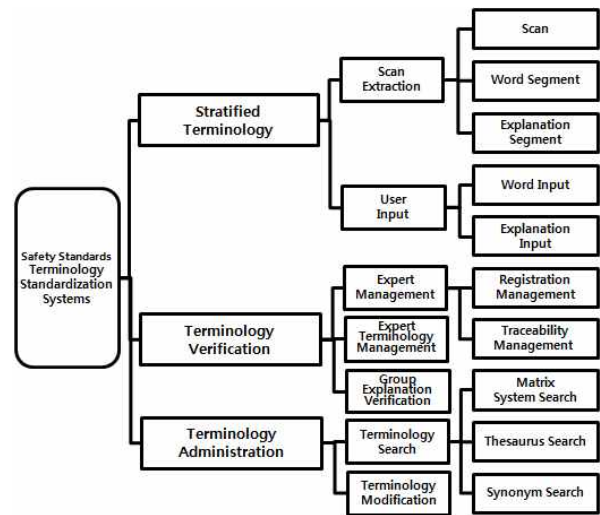 Safety Standards
Terminology
Standardization
Systems
Stratified
Terminology
Scan
Extraction
Scan
Word Segment
Explanation
Segment
User
Input
Word Input
Explanation
Input
Terminology
Verification
Expert
Management
Registration
Management
Traceability
Management
Expert
Terminology
Management
Group
Explanation
Verification
Terminology
Administration
Terminology
Search
Matrix
System Search
Thesaurus Search
Synonym Search
Terminology
Modification